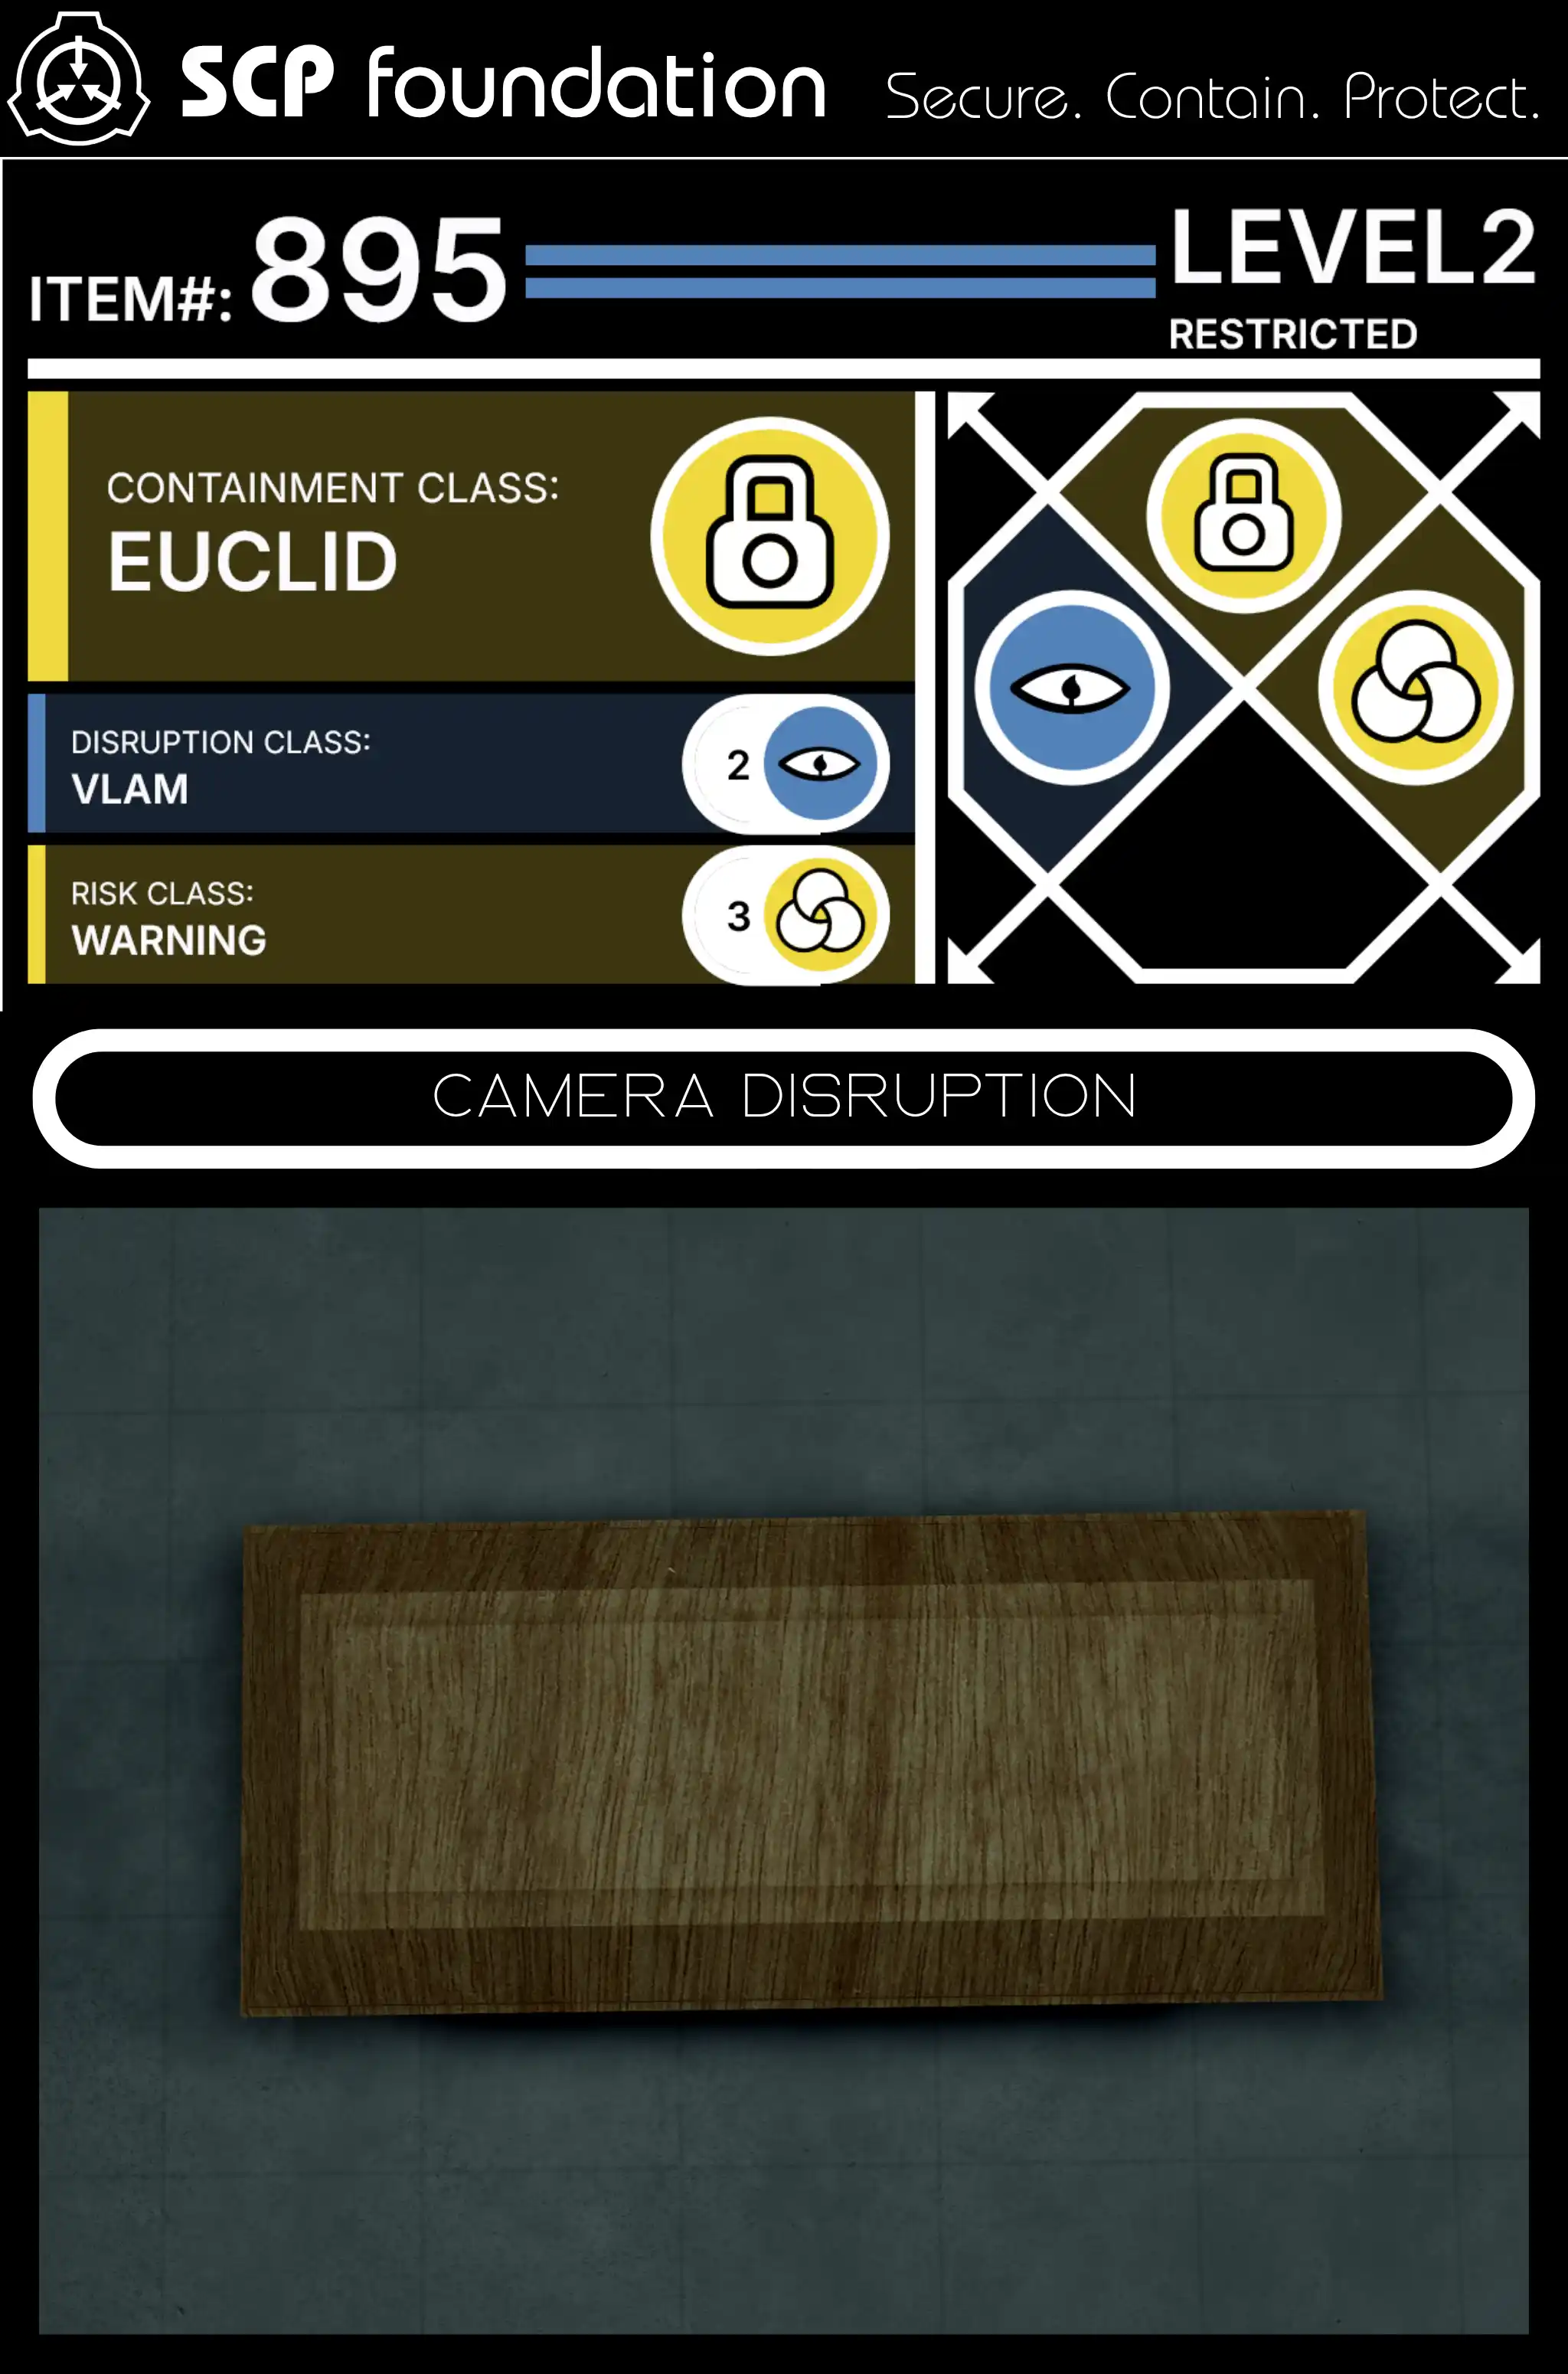 SCP foundation Secure. Contain. Protect.
ITEM#: 895
LEVEL2
RESTRICTED
CONTAINMENT CLASS:
EUCLID
DISRUPTION CLASS:
VLAM
2
RISK CLASS:
WARNING
3
CAMERA DISRUPTION